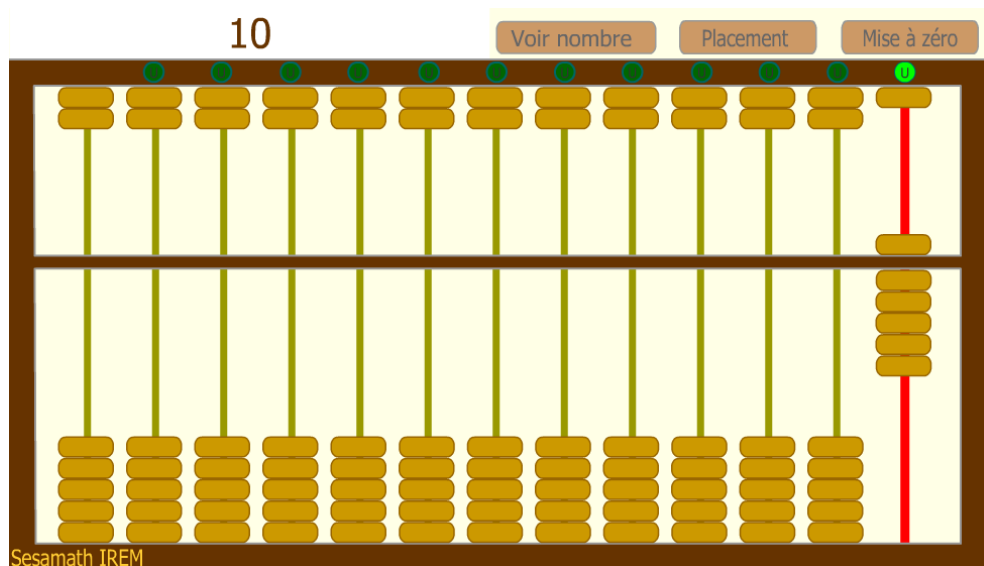 10
Voir nombre Placement Mise à zéro
U U U U U U U U U U U U
Sesamath IREM